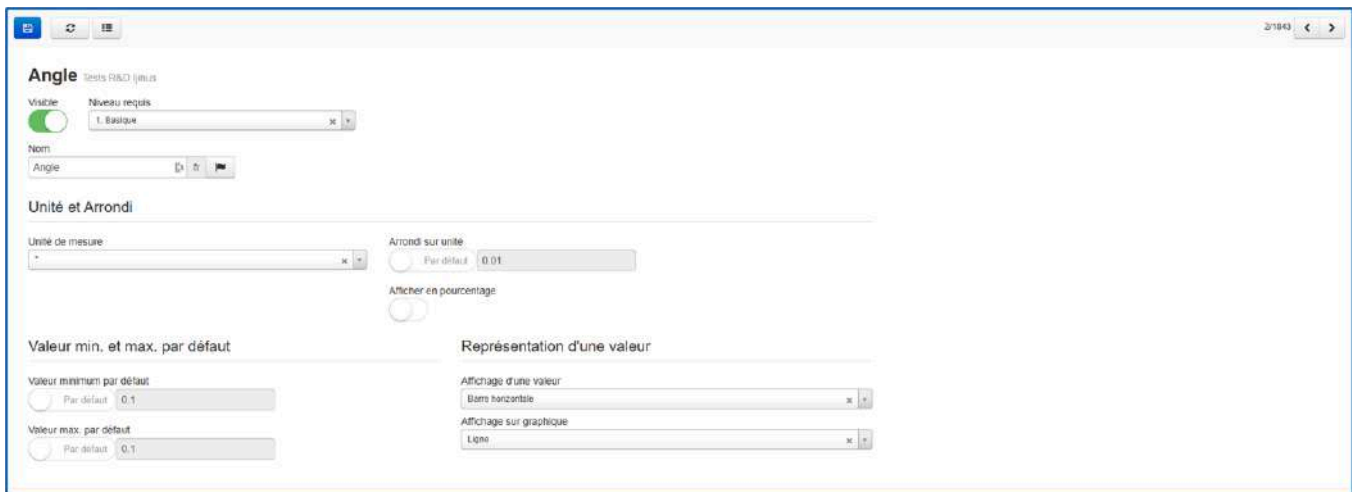 2/1843
Angle Tests R&D Ijinus
Visible Niveau requis
1. Basique
Nom
Angle fr
Unité et Arrondi
Unité de mesure Arrondi sur unité
° Par défaut 0.01
Afficher en pourcentage
Valeur min. et max. par défaut Représentation d'une valeur
Valeur minimum par défaut Affichage d'une valeur
Par défaut 0.1 Barre horizontale
Valeur max. par défaut Affichage sur graphique
Par défaut 0.1 Ligne